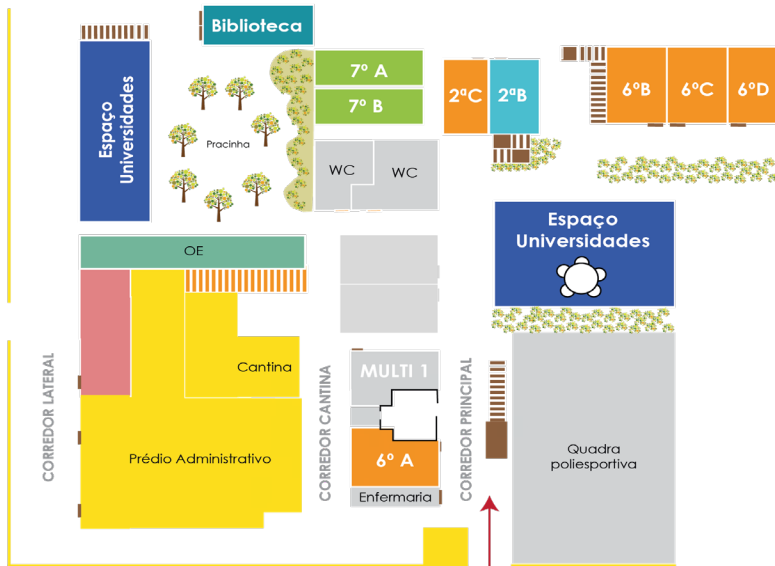 Biblioteca
Espaço
Universidades
Pracinha
7º A
7º B
WC
WC
2ªC
2ªB
6ºB
6ºC
6ºD
Espaço
Universidades
OE
Cantina
Prédio Administrativo
CORREDOR LATERAL
CORREDOR CANTINA
MULTI 1
6º A
Enfermaria
CORREDOR PRINCIPAL
Quadra
poliesportiva